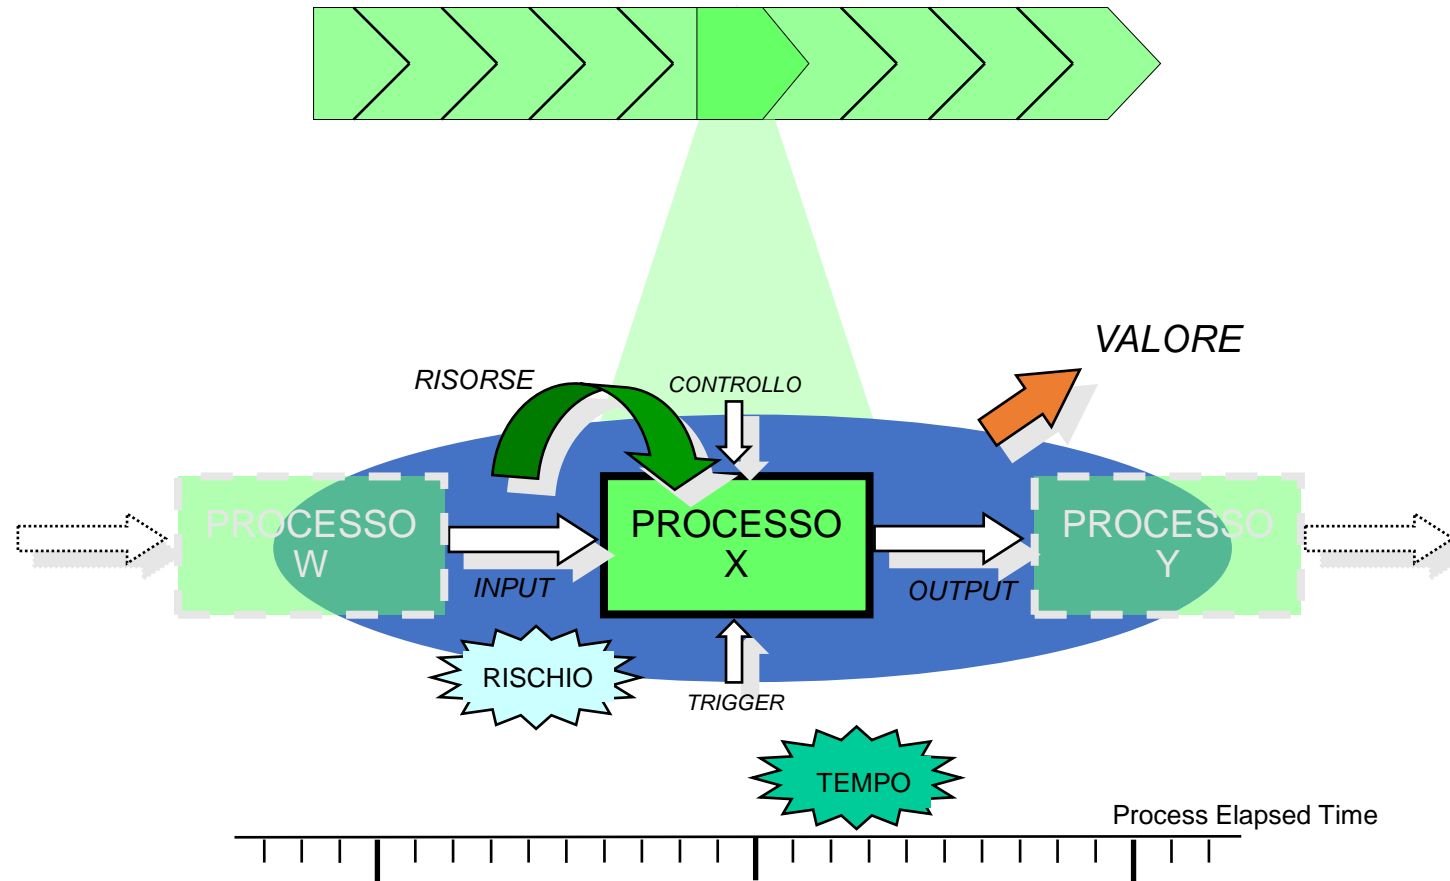 VALORE
RISORSE
CONTROLLO
PROCESSO
W
PROCESSO
X
PROCESSO
Y
INPUT
OUTPUT
RISCHIO
TRIGGER
TEMPO
Process Elapsed Time